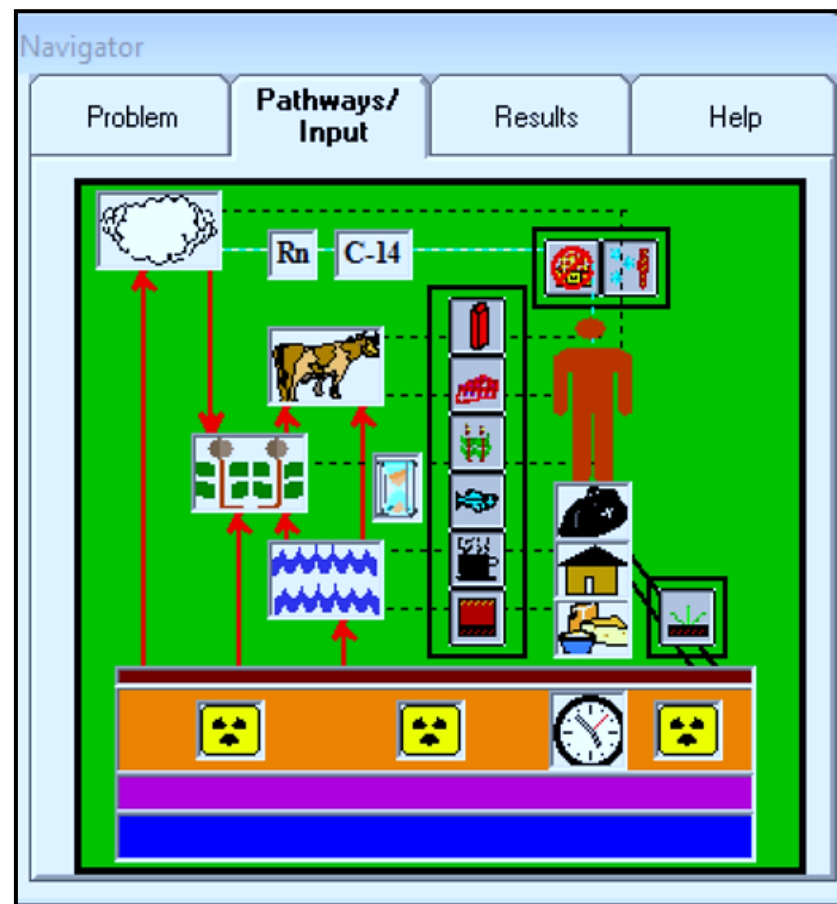 Navigator
Problem
Pathways/
Input
Results
Help
Rn
C-14